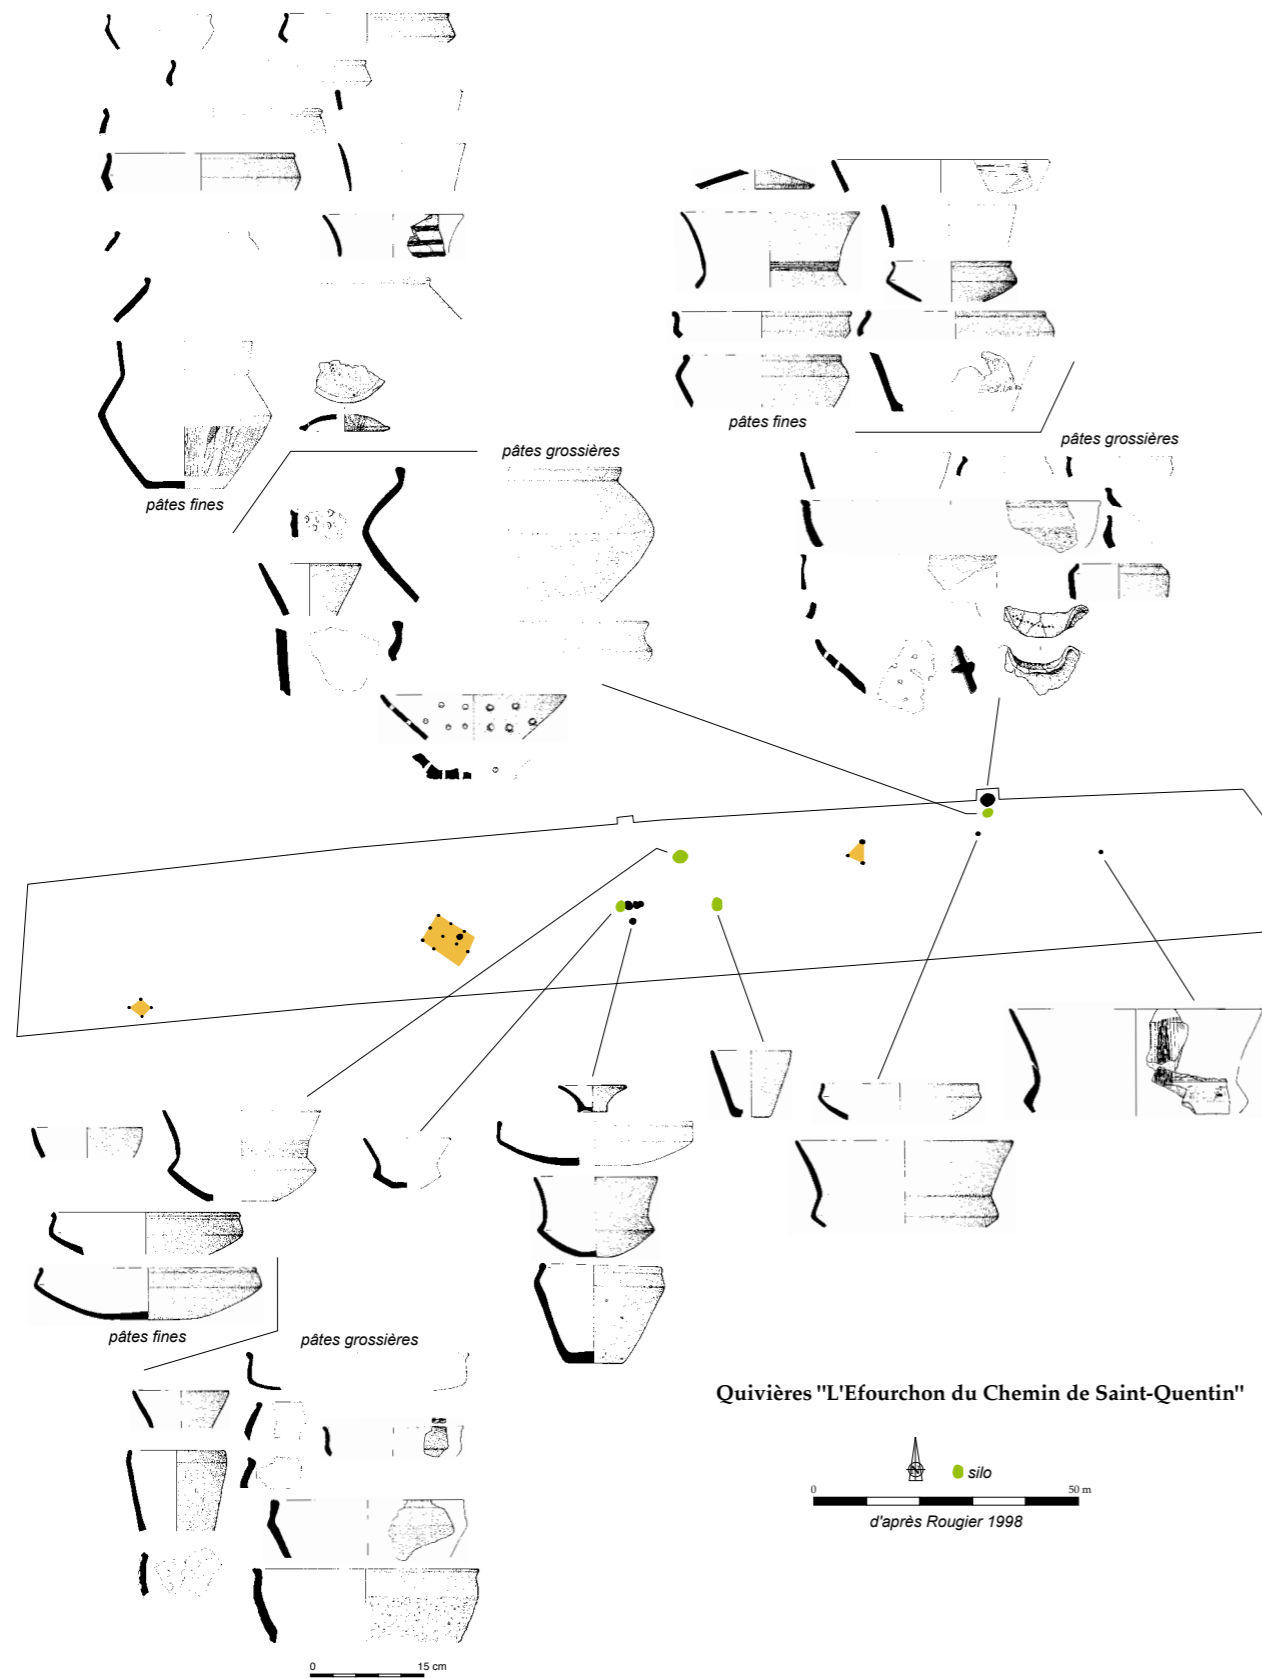 pâtes fines
pâtes grossières
pâtes fines
pâtes grossières
pâtes fines
pâtes grossières
Quivières "L'Efourchon du Chemin de Saint-Quentin"
silo
0 50 m
d'après Rougier 1998
0 15 cm